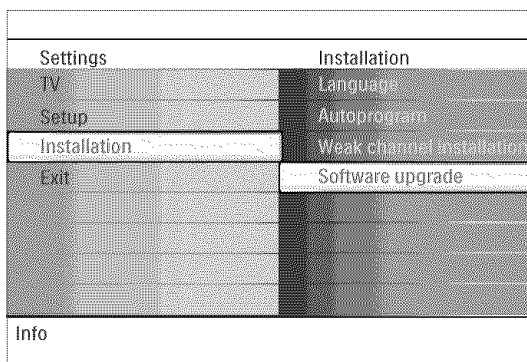 Settings
Installation
TV
Language
Setup
Autoprogram
Installation
Weak channel installation
Exit
Software upgrade
Info